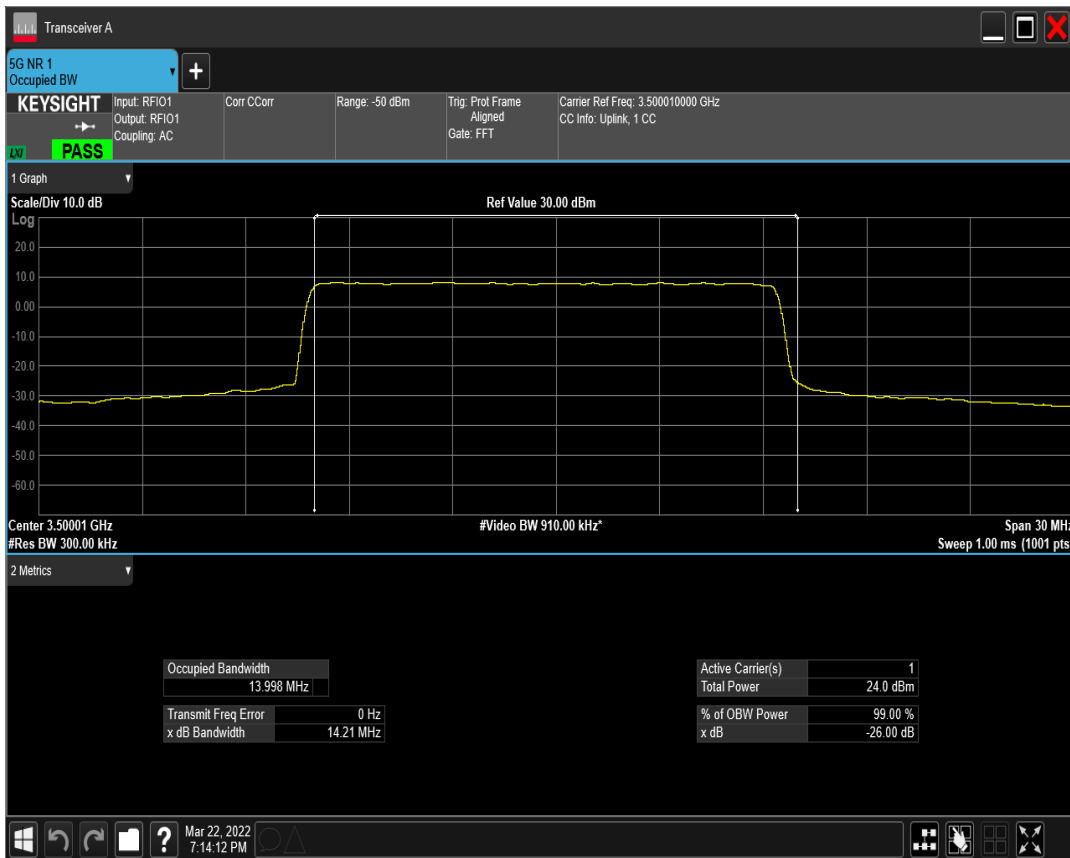 Transceiver A
5G NR 1
Occupied BW
KEYSIGHT
LXI
PASS
Input: RFIO1
Output: RFIO1
Coupling: AC
Corr CCorr
Range: -50 dBm
Trig: Prot Frame
Aligned
Gate: FFT
Carrier Ref Freq: 3.500010000 GHz
CC Info: Uplink, 1 CC
1 Graph
Scale/Div 10.0 dB
Ref Value 30.00 dBm
Log
20.0
10.0
0.00
-10.0
-20.0
-30.0
-40.0
-50.0
-60.0
Center 3.50001 GHz
#Video BW 910.00 kHz*
Span 30 MHz
#Res BW 300.00 kHz
Sweep 1.00 ms (1001 pts
2 Metrics
Occupied Bandwidth
13.998 MHz
Transmit Freq Error 0 Hz
x dB Bandwidth 14.21 MHz
Active Carrier(s) 1
Total Power 24.0 dBm
% of OBW Power 99.00 %
x dB -26.00 dB
?
Mar 22, 2022
7:14:12 PM